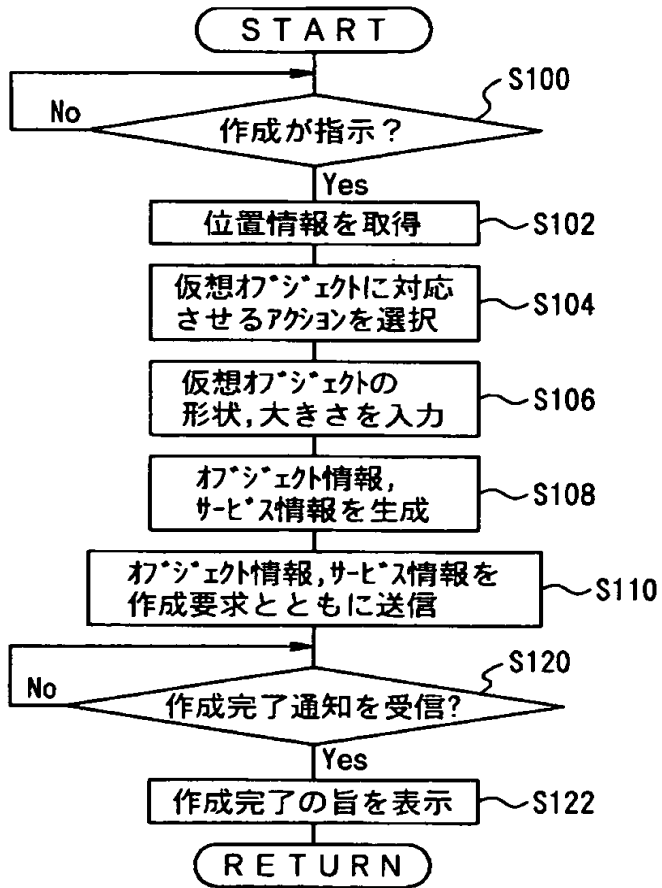 START
S100
No
作成が指示?
Yes
位置情報を取得
S102
仮想ｵﾌﾞｼﾞｪｸﾄに対応
させるｱｸｼｮﾝを選択
S104
仮想ｵﾌﾞｼﾞｪｸﾄの
形状,大きさを入力
S106
ｵﾌﾞｼﾞｪｸﾄ情報,
ｻｰﾋﾞｽ情報を生成
S108
ｵﾌﾞｼﾞｪｸﾄ情報,ｻｰﾋﾞｽ情報を
作成要求とともに送信
S110
S120
No
作成完了通知を受信?
Yes
作成完了の旨を表示
S122
RETURN